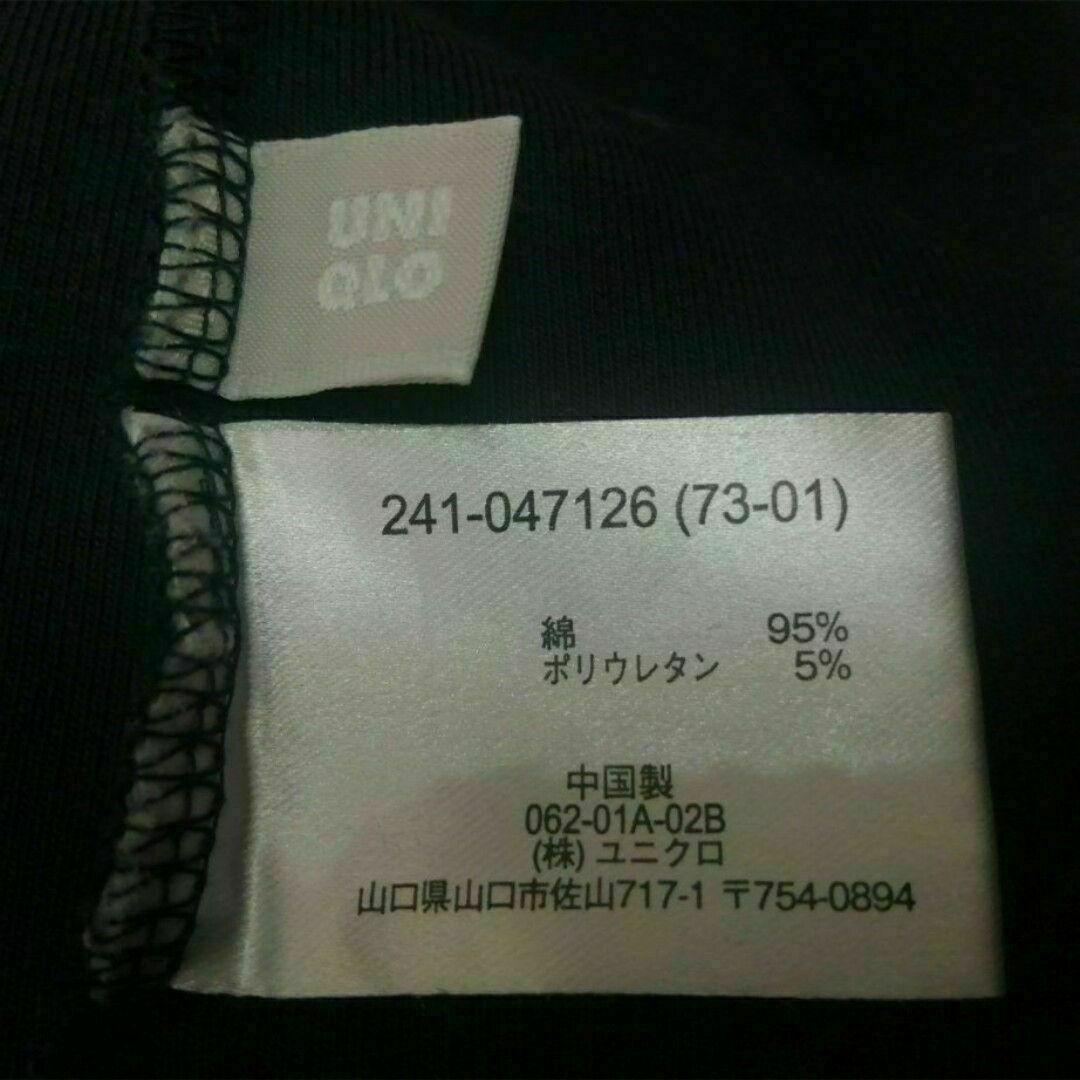 UNI
QLO
241-047126 (73-01)
綿 95%
ポリウレタン 5%
中国製
062-01A-02B
(株) ユニクロ
山口県山口市佐山717-1 〒754-0894